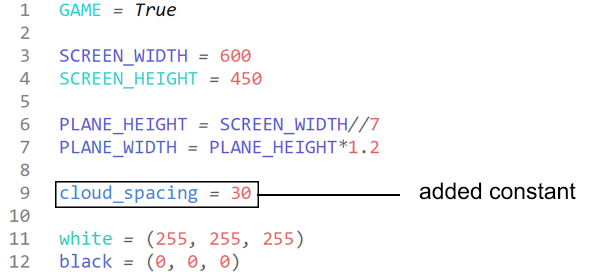 1 GAME = True
2
3 SCREEN_WIDTH = 600
4 SCREEN_HEIGHT = 450
5
6 PLANE_HEIGHT = SCREEN_WIDTH//7
7 PLANE_WIDTH = PLANE_HEIGHT*1.2
8
9 cloud_spacing = 30 added constant
10
11 white = (255, 255, 255)
12 black = (0, 0, 0)